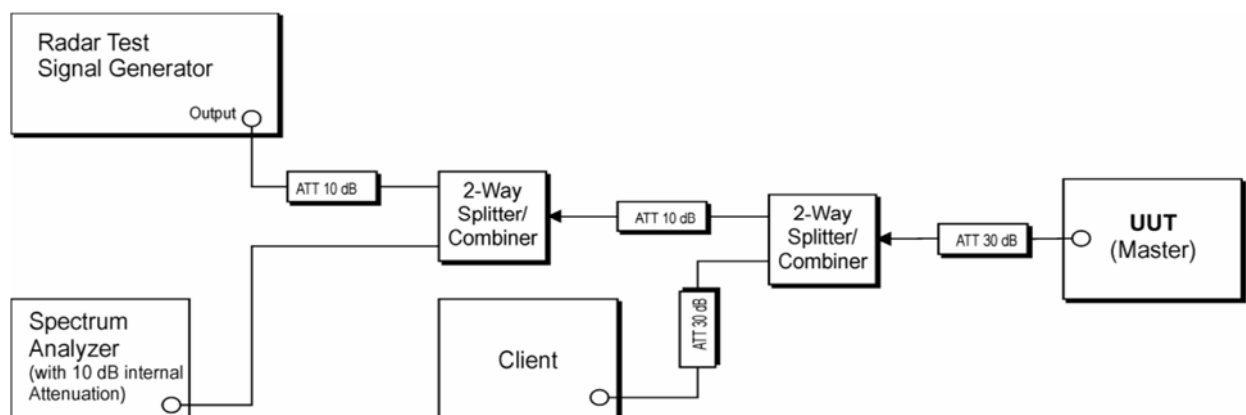 Radar Test
Signal Generator
Output
ATT 10 dB
2-Way
Splitter/
Combiner
ATT 10 dB
2-Way
Splitter/
Combiner
ATT 30 dB
UUT
(Master)
ATT 30 dB
Spectrum
Analyzer
(with 10 dB internal
Attenuation)
Client